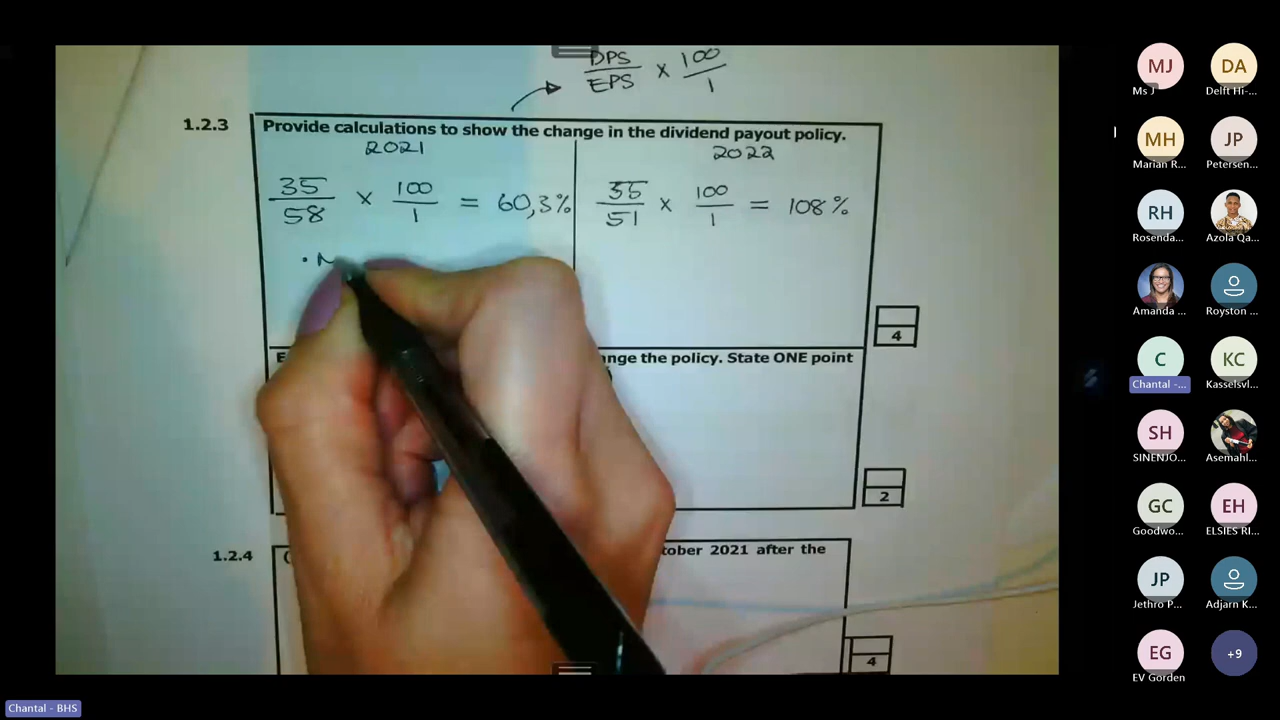 DPS
EPS × 100
1
1.2.3
Provide calculations to show the change in the dividend payout policy.
2021
2022
35
58 × 100
1 = 60,3%
55
51 × 100
1 = 108%
4
nge the policy. State ONE point
2
1.2.4
tober 2021 after the
4
MJ
Ms J
DA
Delft Hi-...
MH
Marian R...
JP
Petersen...
RH
Rosenda...
Azola Qa...
Amanda ...
Royston ...
C
Chantal -...
KC
Kasselsvl...
SH
SINENJO...
Asemahl...
GC
Goodwo...
EH
ELSIES RI...
JP
Jethro P...
Adjarn K...
EG
EV Gorden
+9
Chantal - BHS